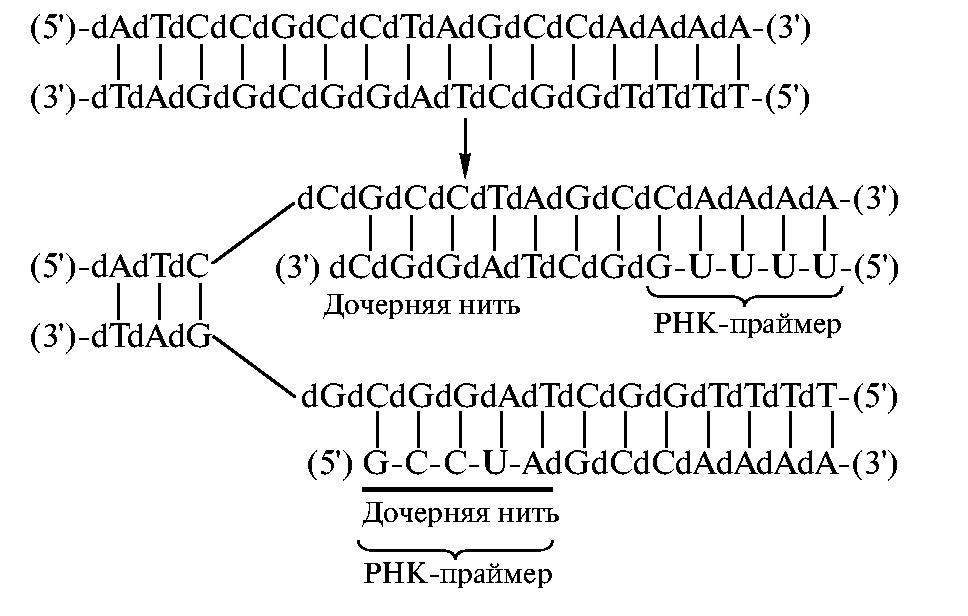 (5')-dAdTdCdCdGdCdCdTdAdGdCdCdAdAdAdA-(3')
(3')-dTdAdGdGdCdGdGdAdTdCdGdGdTdTdTdT-(5')
dCdGdCdCdTdAdGdCdCdAdAdAdA-(3')
(5')-dAdTdC
(3') dCdGdGdAdTdCdGdG-U-U-U-U-(5')
Дочерняя нить
РНК-праймер
(3')-dTdAdG
dGdCdGdGdAdTdCdGdGdTdTdTdT-(5')
(5') G-C-C-U-AdGdCdCdAdAdAdA-(3')
Дочерняя нить
РНК-праймер